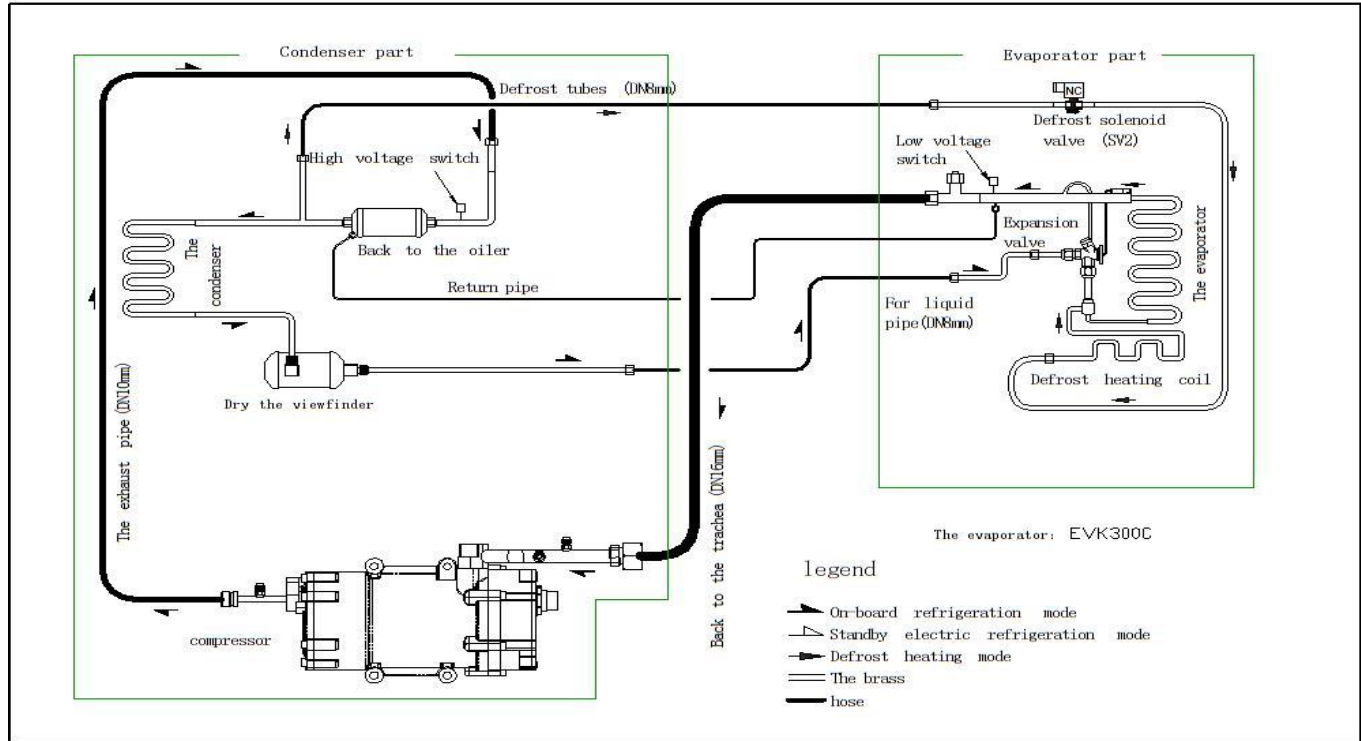 Condenser part
Evaporator part
Defrost tubes (DN8mm)
NC
Defrost solenoid
valve (SV2)
High voltage switch
Low voltage
switch
The
condenser
Back to the oiler
Expansion
valve
The evaporator
Return pipe
For liquid
pipe(DN8mm)
Defrost heating coil
Dry the viewfinder
The exhaust pipe(DN10mm)
Back to the trachea(DN16mm)
The evaporator: EVK300C
compressor
legend
On-board refrigeration mode
Standby electric refrigeration mode
Defrost heating mode
The brass
hose